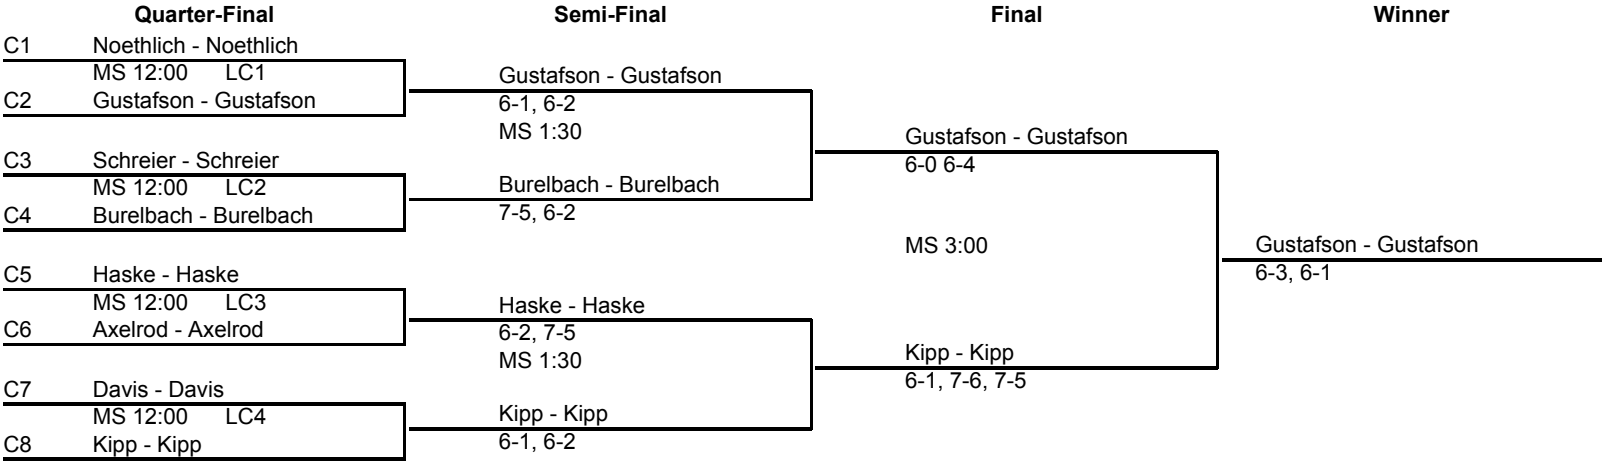 Quarter-Final Semi-Final Final Winner
C1 Noethlich - Noethlich
MS 12:00 LC1
Gustafson - Gustafson
C2 Gustafson - Gustafson
6-1, 6-2
MS 1:30
Gustafson - Gustafson
C3 Schreier - Schreier
6-0 6-4
MS 12:00 LC2
Burelbach - Burelbach
C4 Burelbach - Burelbach
7-5, 6-2
MS 3:00
Gustafson - Gustafson
6-3, 6-1
C5 Haske - Haske
MS 12:00 LC3
Haske - Haske
C6 Axelrod - Axelrod
6-2, 7-5
MS 1:30
Kipp - Kipp
6-1, 7-6, 7-5
C7 Davis - Davis
MS 12:00 LC4
Kipp - Kipp
C8 Kipp - Kipp
6-1, 6-2